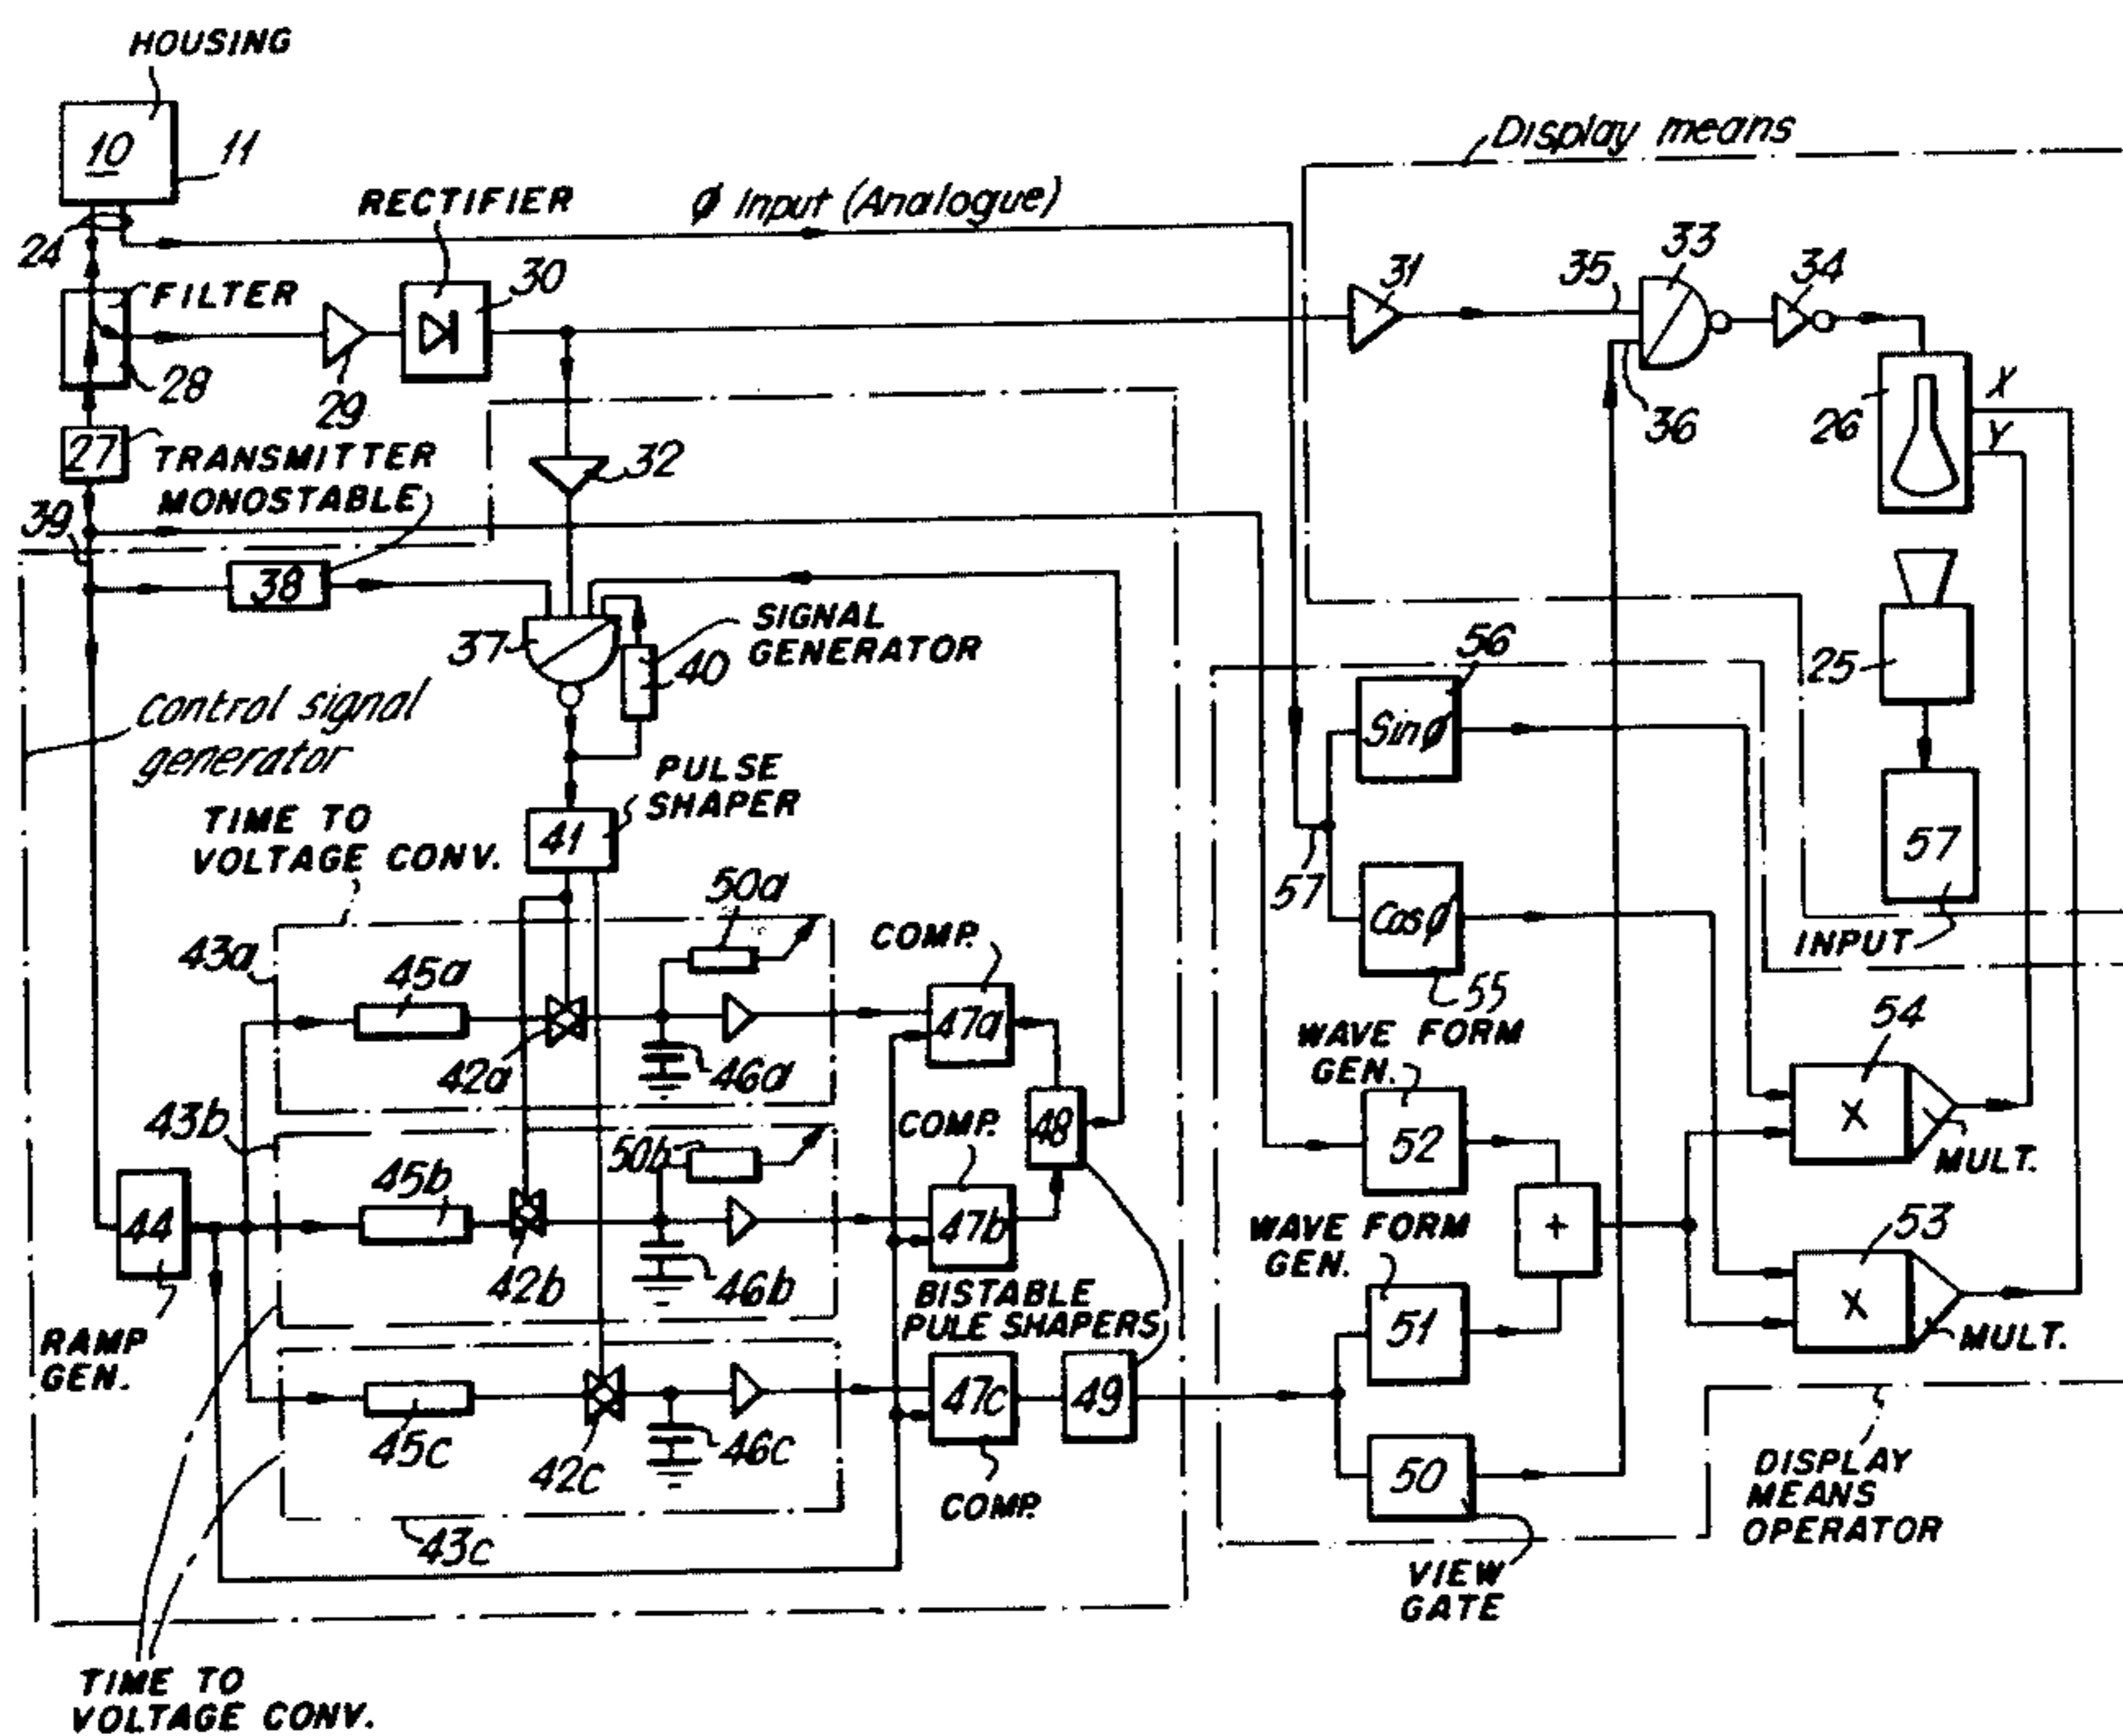 HOUSING
10
11
24
RECTIFIER
ø Input (Analogue)
Display means
FILTER
28
29
30
31
35
33
34
36
26
X
Y
27
TRANSMITTER
MONOSTABLE
39
38
32
37
SIGNAL
GENERATOR
40
Control signal
generator
PULSE
SHAPER
41
TIME TO
VOLTAGE CONV.
43a
45a
42a
50a
46a
COMP.
47a
43b
45b
42b
50b
46b
COMP.
47b
48
44
RAMP
GEN.
BISTABLE
PULE SHAPERS
45c
42c
46c
43c
47c
COMP.
49
TIME TO
VOLTAGE CONV.
56
Sinø
57
Cosø
55
25
57
INPUT
WAVE FORM
GEN.
52
WAVE FORM
GEN.
51
+
54
X
MULT.
53
X
MULT.
50
VIEW
GATE
DISPLAY
MEANS
OPERATOR